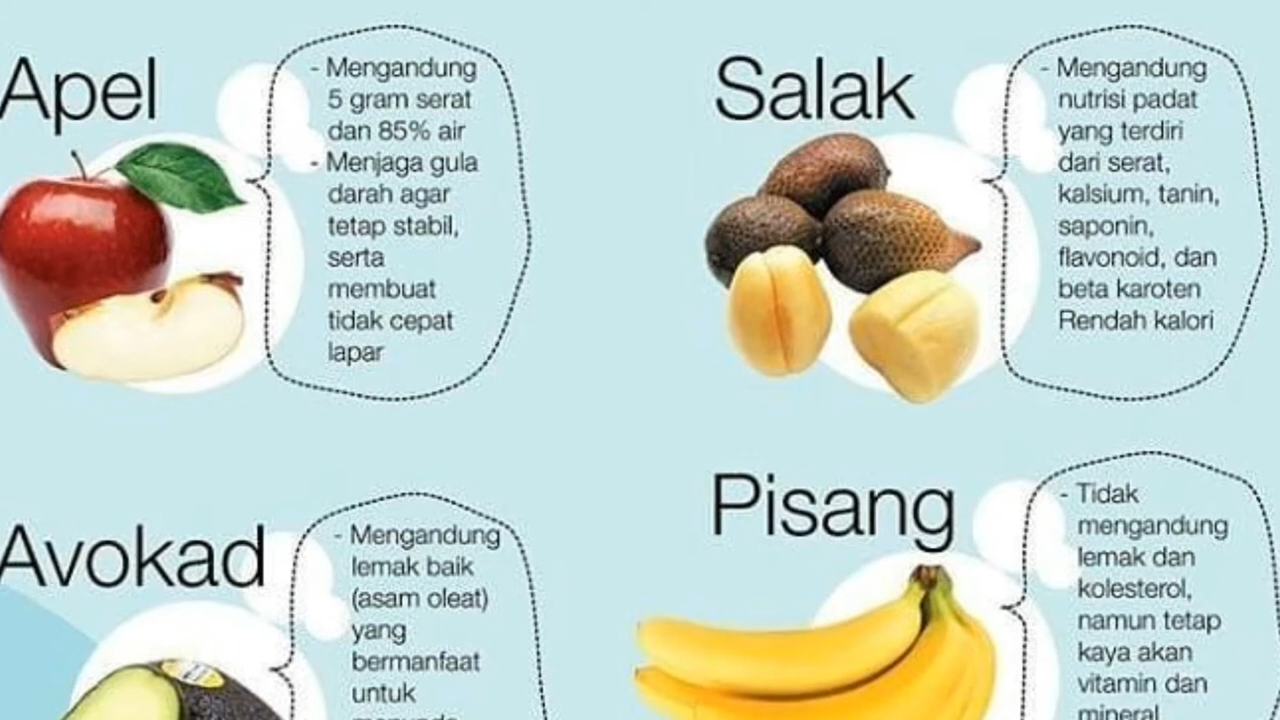 Apel
- Mengandung
5 gram serat
dan 85% air
- Menjaga gula
darah agar
tetap stabil,
serta
membuat
tidak cepat
lapar
Salak
- Mengandung
nutrisi padat
yang terdiri
dari serat,
kalsium, tanin,
saponin,
flavonoid, dan
beta karoten
Rendah kalori
Avokad
- Mengandung
lemak baik
(asam oleat)
yang
bermanfaat
untuk
Pisang
- Tidak
mengandung
lemak dan
kolesterol,
namun tetap
kaya akan
vitamin dan
mineral